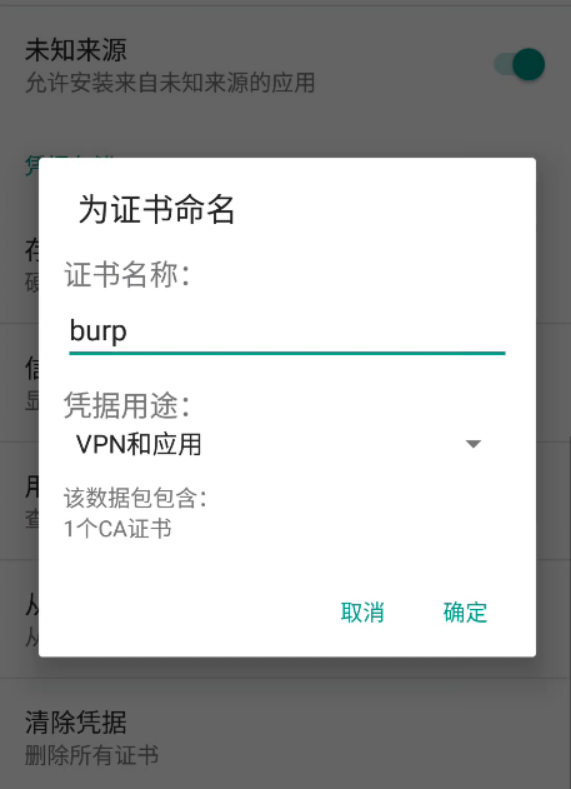 未知来源
允许安装来自未知来源的应用
为证书命名
证书名称：
burp
凭据用途：
VPN和应用
该数据包包含：
1个CA证书
取消
确定
清除凭据
删除所有证书